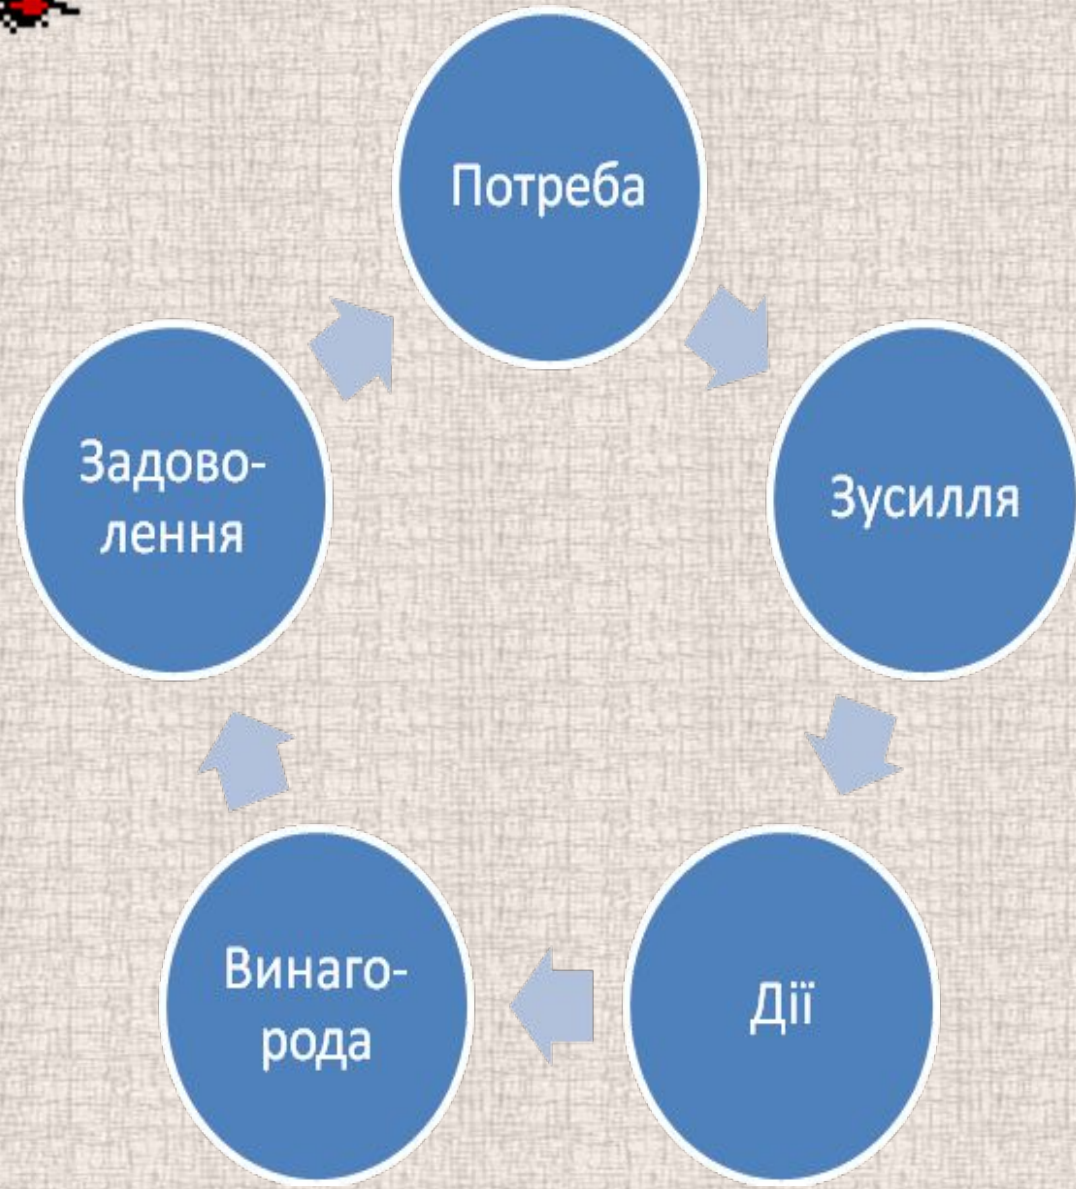 Потреба
Зусилля
Дії
Винаго-
рода
Задово-
лення